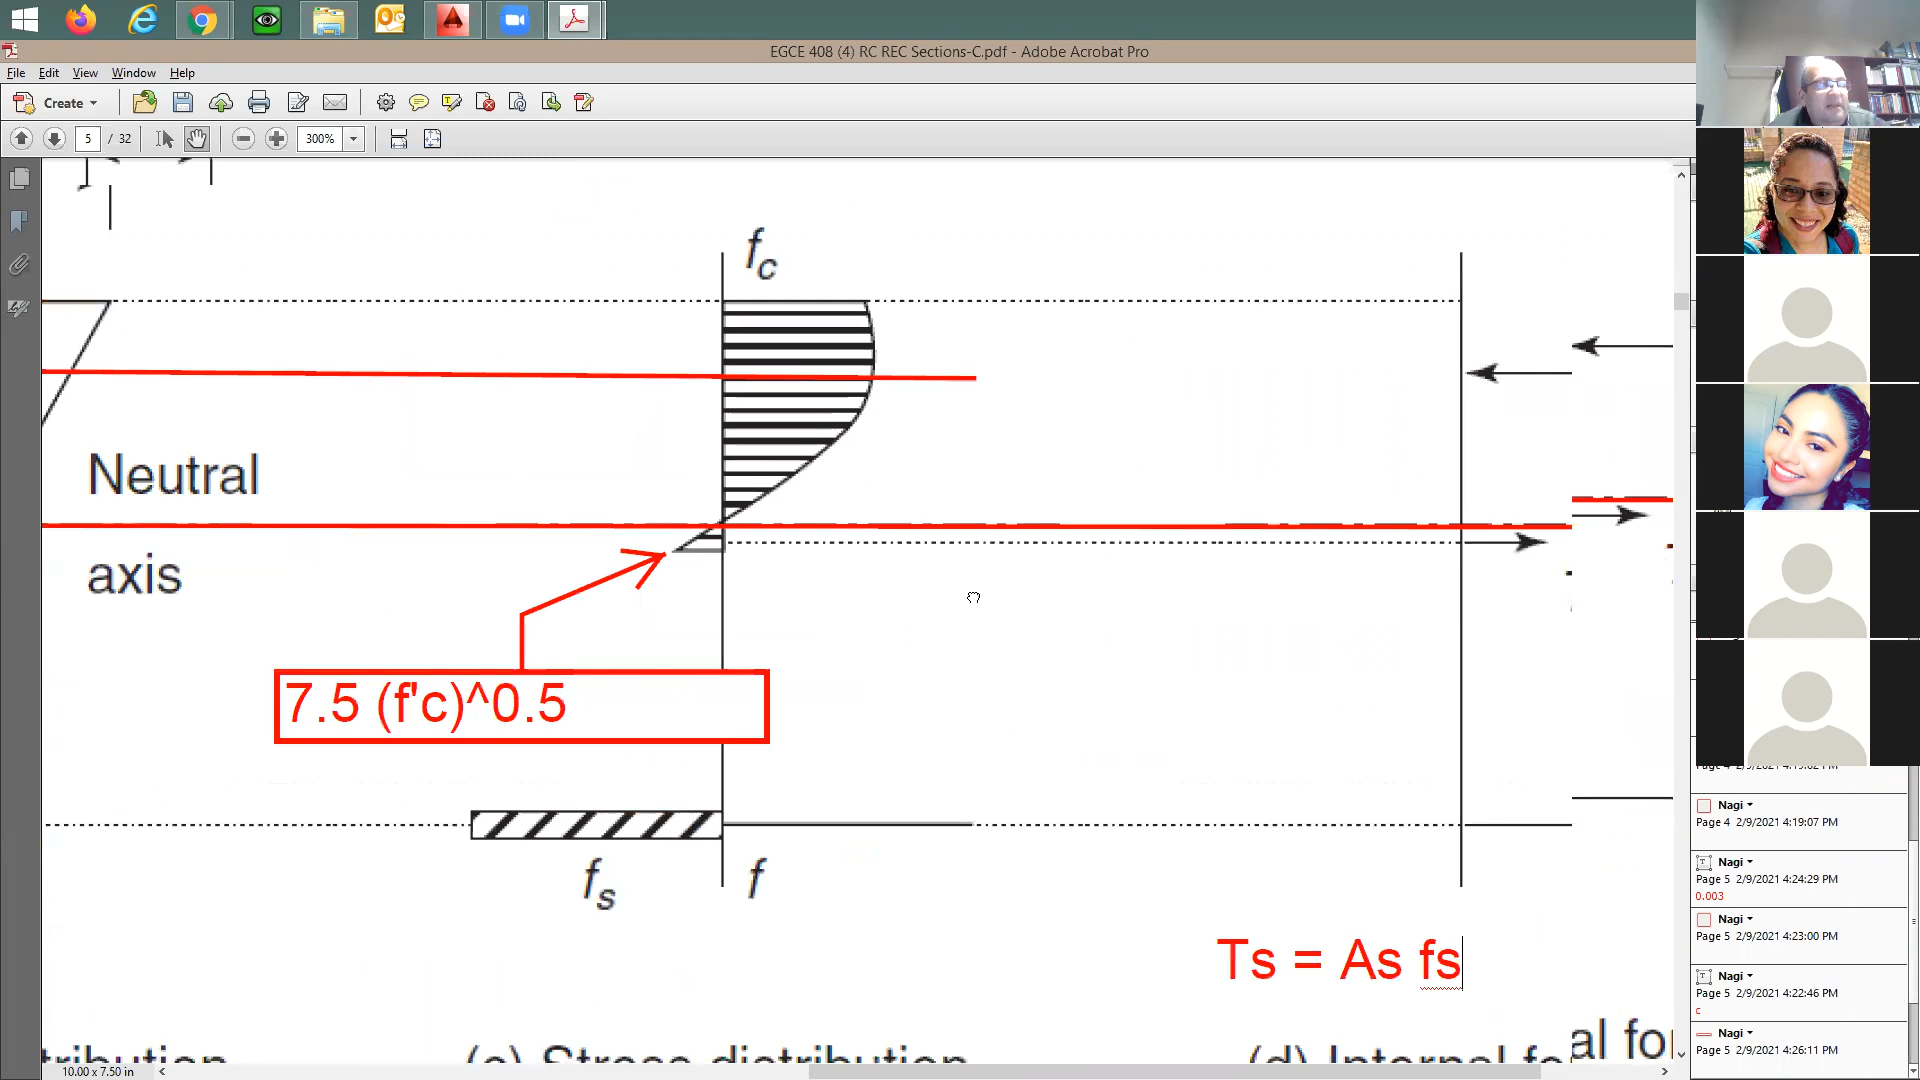 EGCE 408 (4) RC REC Sections-C.pdf - Adobe Acrobat Pro
File Edit View Window Help
Create
5 / 32
300%
fc
Neutral
axis
7.5 (f'c)^0.5
fs
f
Ts = As fs
(d) Internal
al
10.00 x 7.50 in
Nagi
Page 4 2/9/2021 4:19:07 PM
Nagi
Page 5 2/9/2021 4:24:29 PM
0.003
Nagi
Page 5 2/9/2021 4:23:00 PM
Nagi
Page 5 2/9/2021 4:22:46 PM
c
Nagi
Page 5 2/9/2021 4:26:11 PM